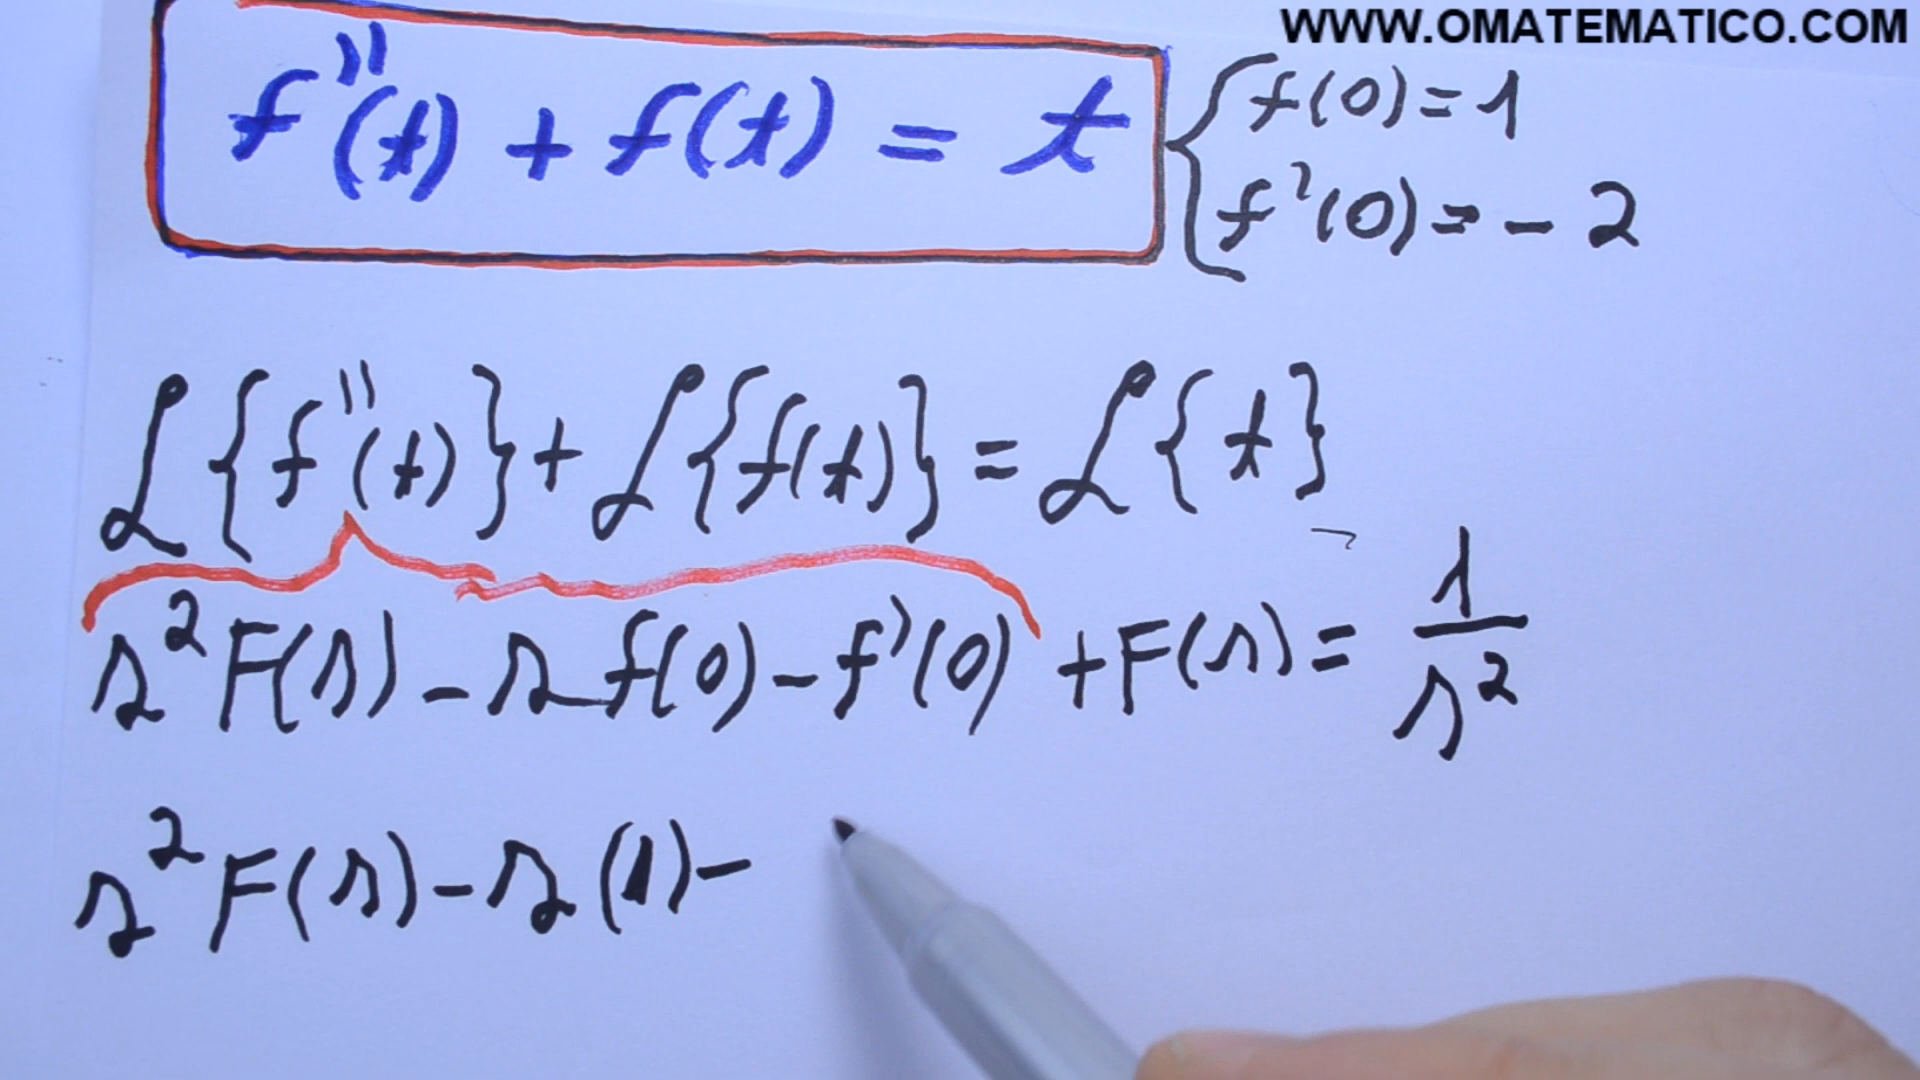 WWW.OMATEMATICO.COM
f''(t) + f(t) = t { f(0) = 1
f'(0) = -2
ℒ{f''(t)} + ℒ{f(t)} = ℒ{t}
s²F(s) - s f(0) - f'(0) + F(s) = 1/s²
s²F(s) - s(1) -